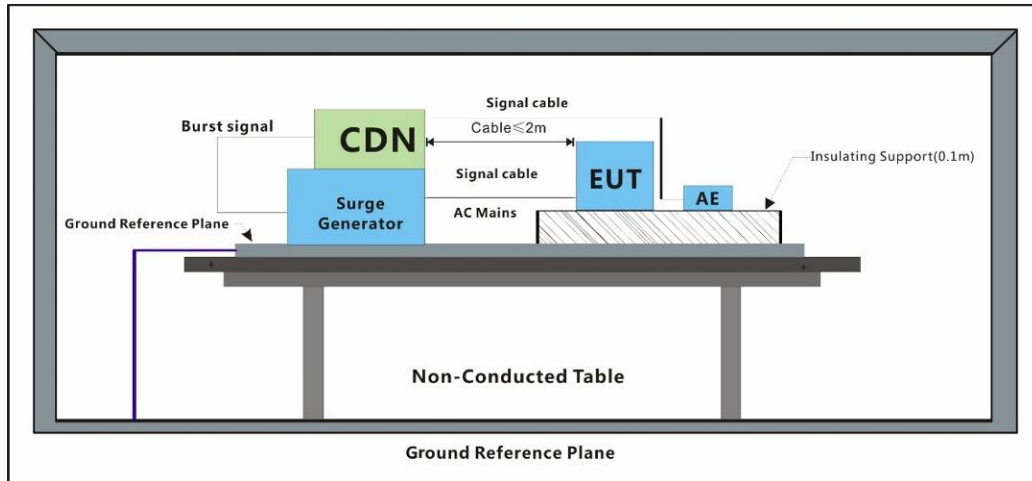 Signal cable
Burst signal
CDN
Cable≤2m
Insulating Support(0.1m)
Signal cable
EUT
AE
Surge
Generator
AC Mains
Ground Reference Plane
Non-Conducted Table
Ground Reference Plane